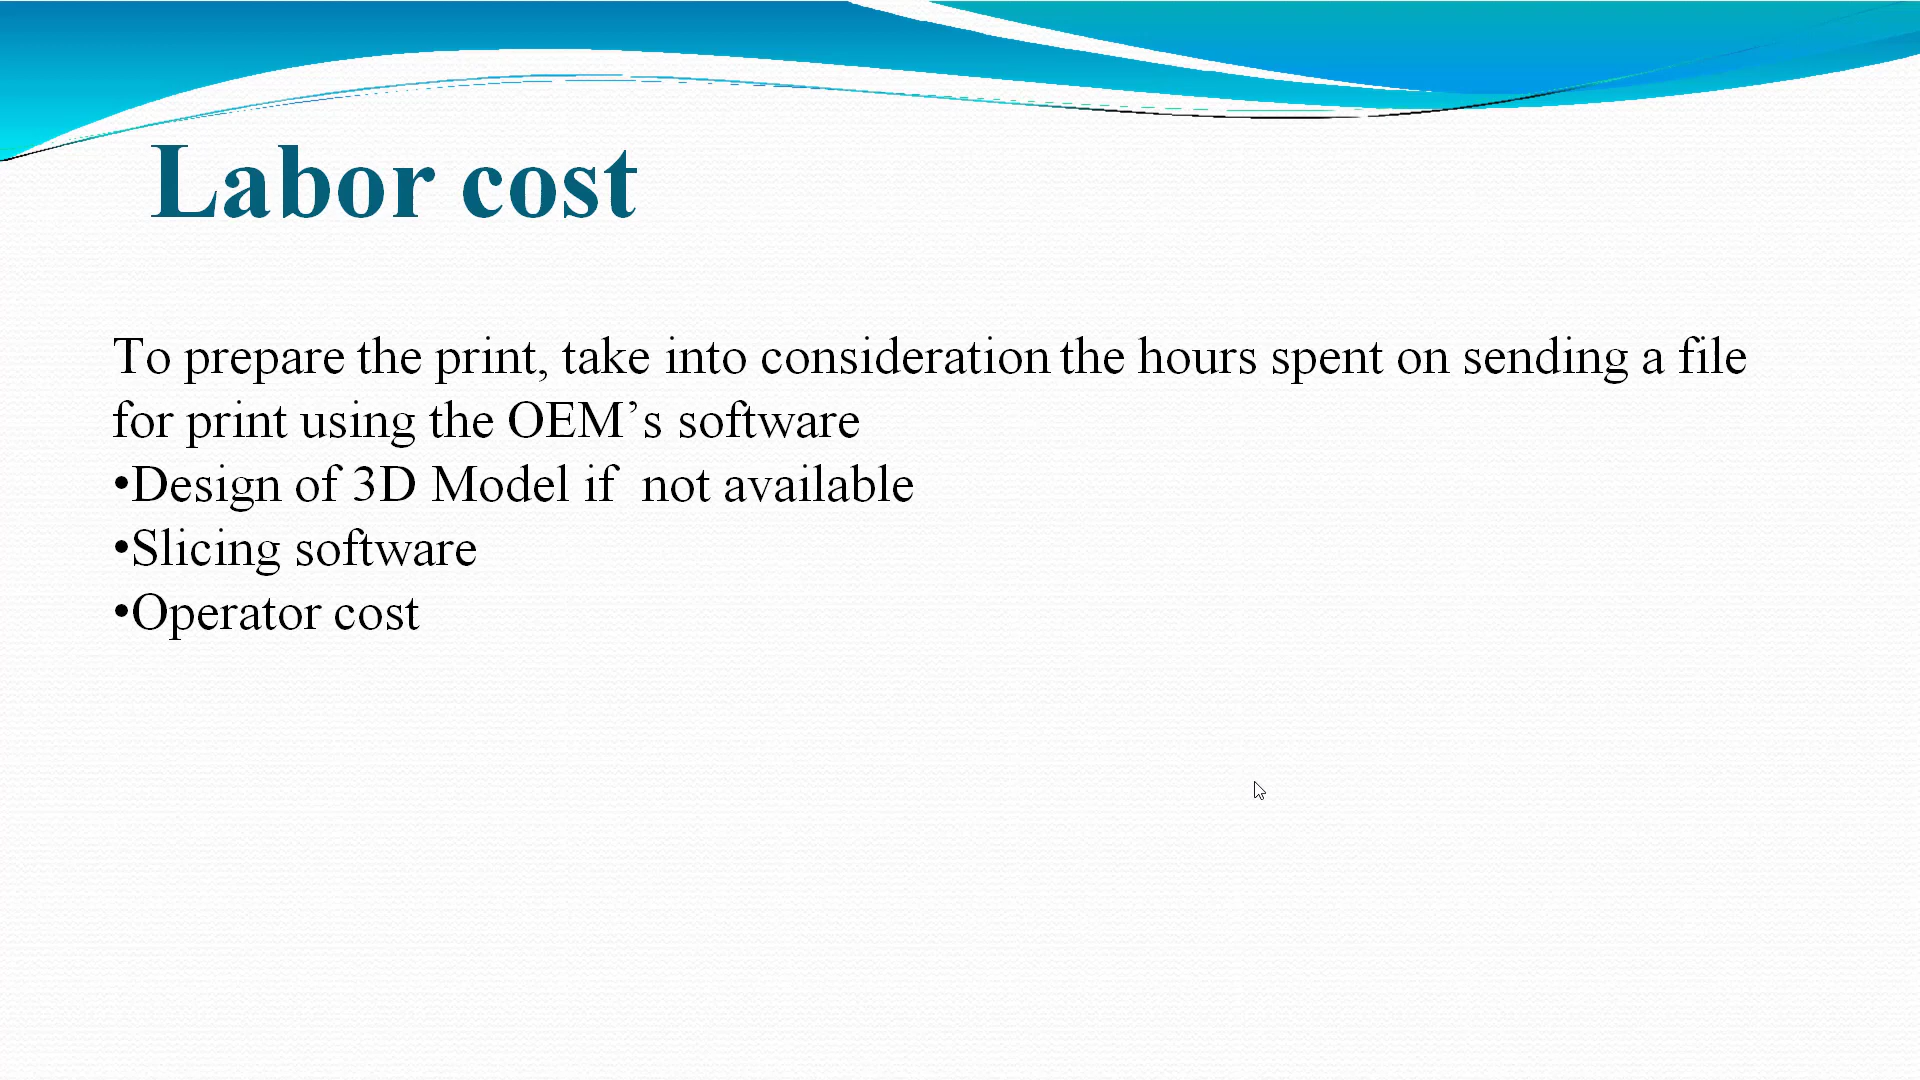 Labor cost
To prepare the print, take into consideration the hours spent on sending a file
for print using the OEM’s software
•Design of 3D Model if  not available
•Slicing software
•Operator cost